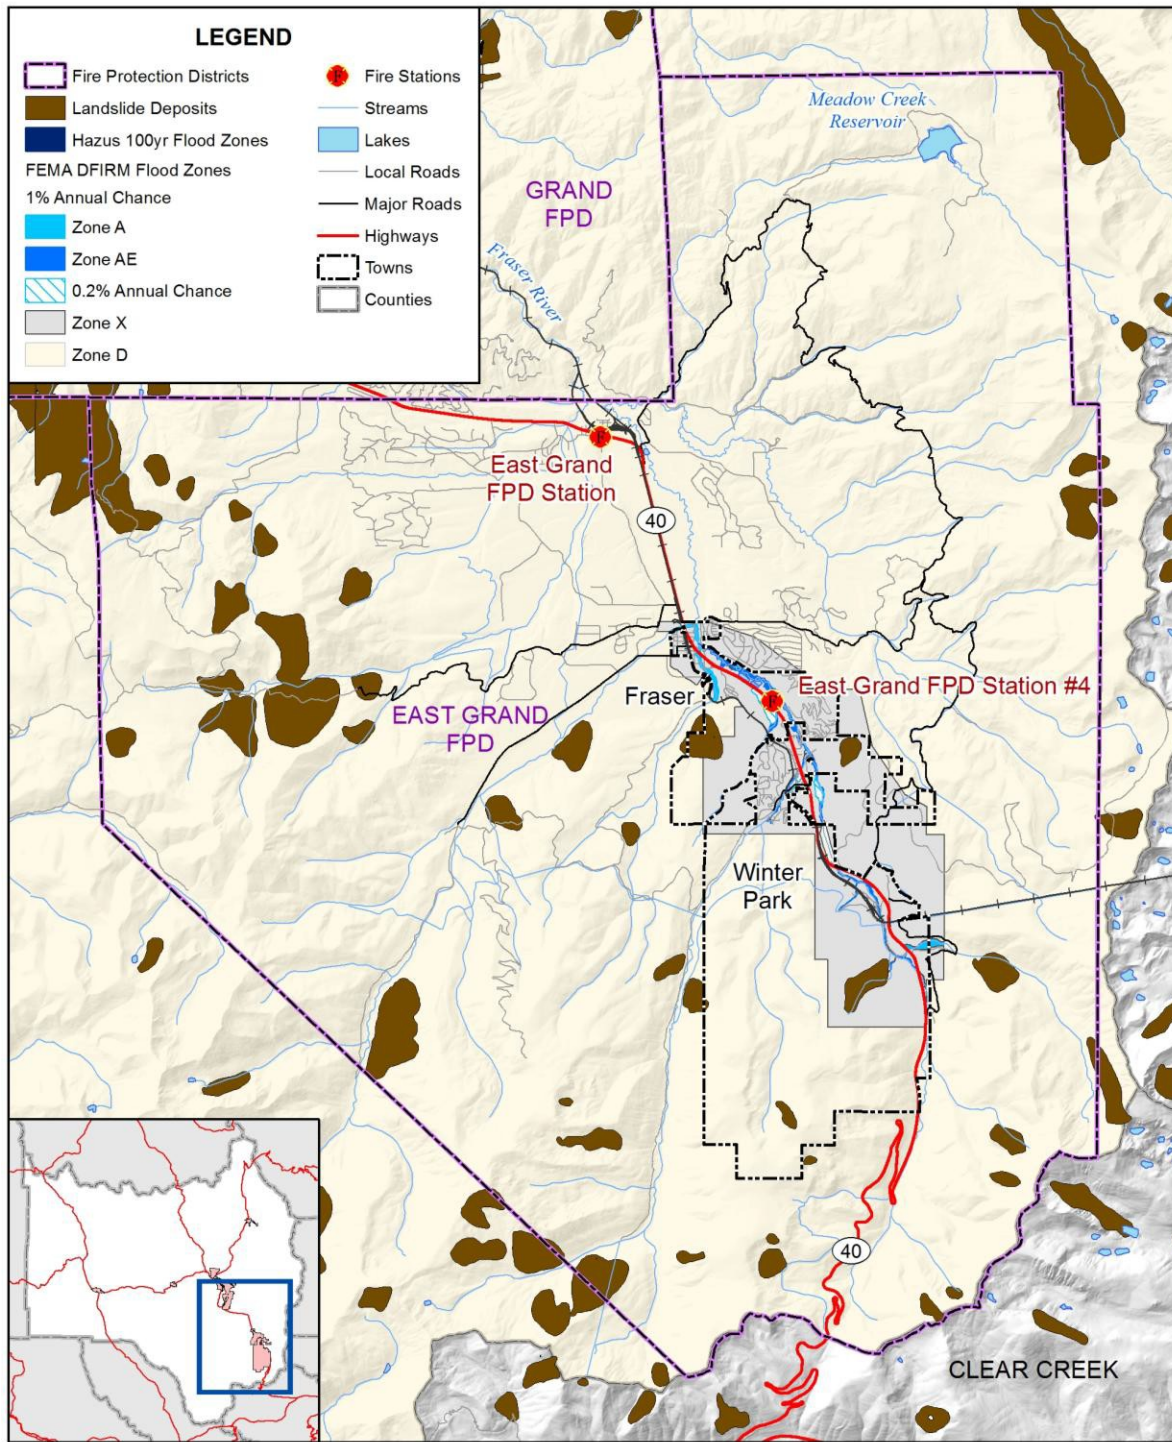 LEGEND
Fire Protection Districts
Landslide Deposits
Hazus 100yr Flood Zones
FEMA DFIRM Flood Zones
1% Annual Chance
Zone A
Zone AE
0.2% Annual Chance
Zone X
Zone D
F
Fire Stations
Streams
Lakes
Local Roads
Major Roads
Highways
Towns
Counties
Meadow Creek
Reservoir
GRAND
FPD
Fraser River
F
East Grand
FPD Station
40
Fraser
F
East Grand FPD Station #4
EAST GRAND
FPD
Winter
Park
40
CLEAR CREEK